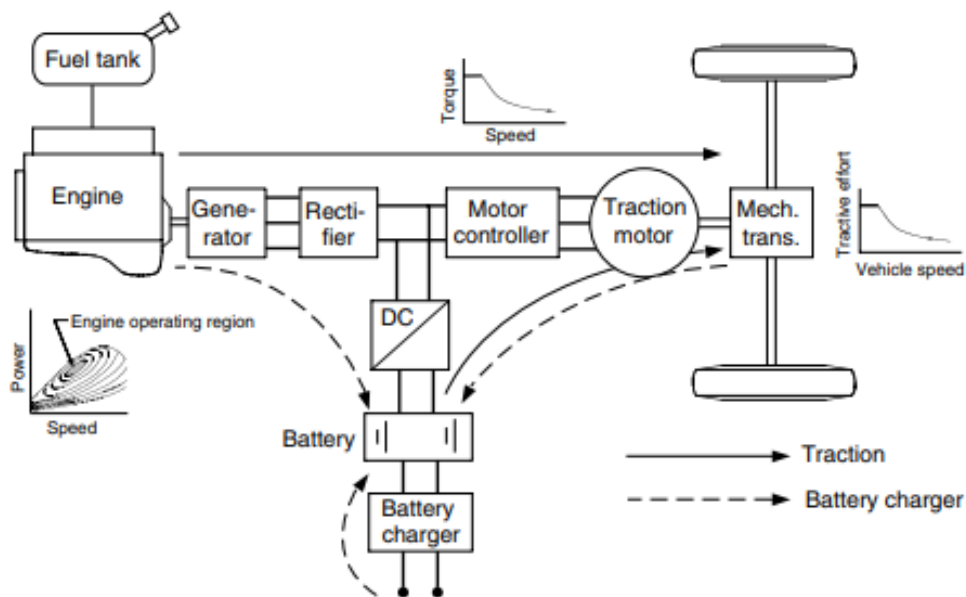 Fuel tank
Torque
Speed
Engine
Gene-
rator
Recti-
fier
Motor
controller
Traction
motor
Mech.
trans.
Tractive effort
Vehicle speed
DC
Engine operating region
Power
Speed
Battery
Traction
Battery charger
Battery
charger